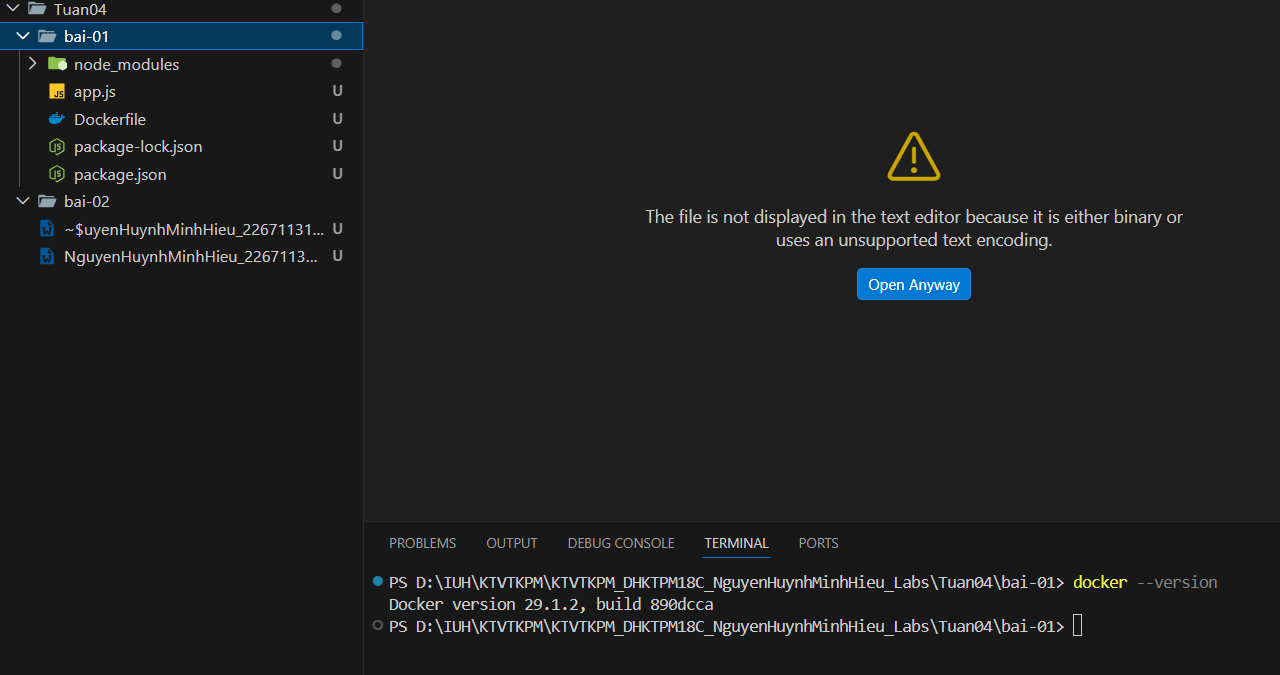 Tuan04
bai-01
node_modules
app.js U
Dockerfile U
package-lock.json U
package.json U
bai-02
~$uyenHuynhMinhHieu_22671131... U
NguyenHuynhMinhHieu_2267113... U
The file is not displayed in the text editor because it is either binary or
uses an unsupported text encoding.
Open Anyway
PROBLEMS OUTPUT DEBUG CONSOLE TERMINAL PORTS
PS D:\IUH\KTVTKPM\KTVTKPM_DHKTPM18C_NguyenHuynhMinhHieu_Labs\Tuan04\bai-01> docker --version
Docker version 29.1.2, build 890dcca
PS D:\IUH\KTVTKPM\KTVTKPM_DHKTPM18C_NguyenHuynhMinhHieu_Labs\Tuan04\bai-01>